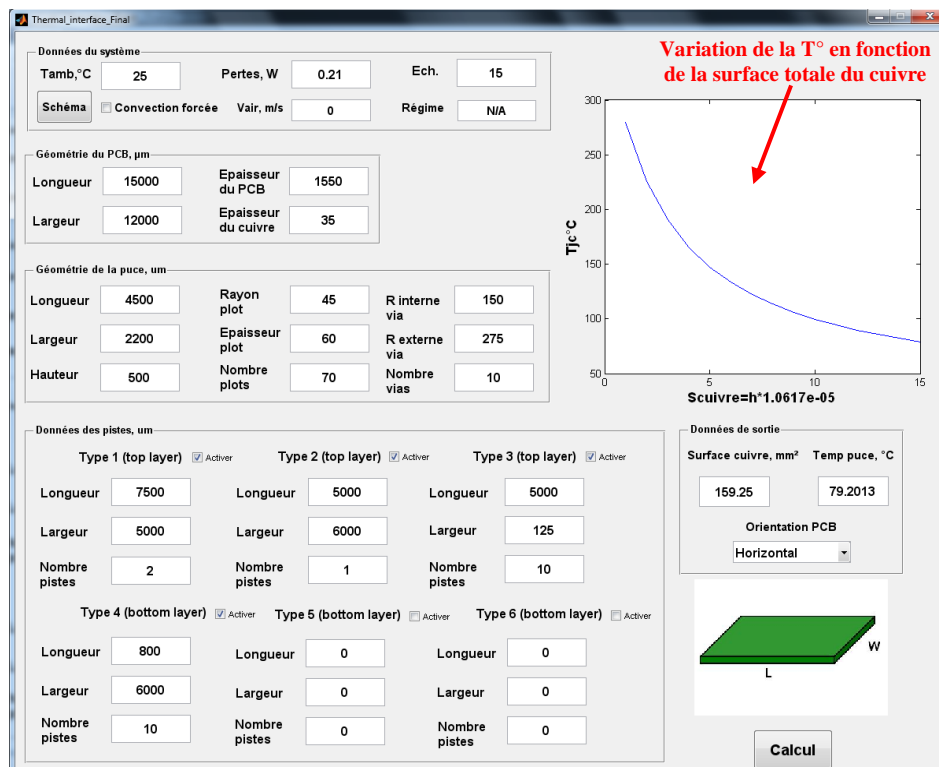 Thermal_interface_Final
Variation de la T° en fonction
de la surface totale du cuivre
Données du système
Tamb,°C 25 Pertes, W 0.21 Ech. 15
Schéma Convection forcée Vair, m/s 0 Régime N/A
Géométrie du PCB, µm
Longueur 15000 Epaisseur du PCB 1550
Largeur 12000 Epaisseur du cuivre 35
Géométrie de la puce, um
Longueur 4500 Rayon plot 45 R interne via 150
Largeur 2200 Epaisseur plot 60 R externe via 275
Hauteur 500 Nombre plots 70 Nombre vias 10
300
250
200
150
100
50
Tjc°C
0 5 10 15
Scuivre=h*1.0617e-05
Données des pistes, um
Type 1 (top layer) Activer Type 2 (top layer) Activer Type 3 (top layer) Activer
Longueur 7500 Longueur 5000 Longueur 5000
Largeur 5000 Largeur 6000 Largeur 125
Nombre pistes 2 Nombre pistes 1 Nombre pistes 10
Type 4 (bottom layer) Activer Type 5 (bottom layer) Activer Type 6 (bottom layer) Activer
Longueur 800 Longueur 0 Longueur 0
Largeur 6000 Largeur 0 Largeur 0
Nombre pistes 10 Nombre pistes 0 Nombre pistes 0
Données de sortie
Surface cuivre, mm² Temp puce, °C
159.25 79.2013
Orientation PCB
Horizontal
W
L
Calcul